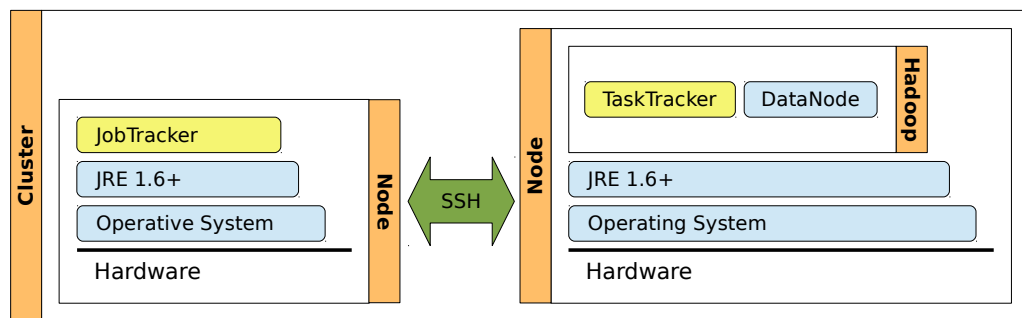 Cluster
JobTracker
JRE 1.6+
Operative System
Hardware
Node
SSH
Node
TaskTracker
DataNode
Hadoop
JRE 1.6+
Operating System
Hardware